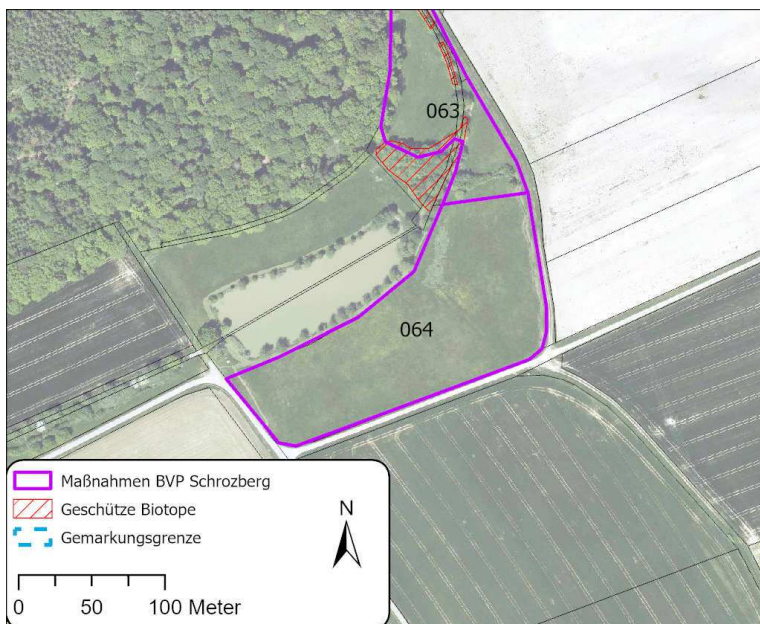 063
064
Maßnahmen BVP Schrozberg
Geschütze Biotope
Gemarkungsgrenze
N
0 50 100 Meter